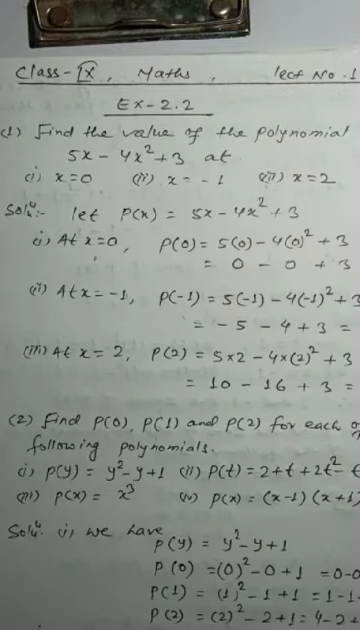 Class - IX, Maths, lect No. 1
Ex-2.2
(1) Find the value of the polynomial
5x - 4x²+3 at
(i) x=0 (ii) x = -1 (iii) x=2
Solⁿ:- let P(x) = 5x-4x²+3
(i) At x=0, P(0) = 5(0) - 4(0)² + 3
= 0 - 0 + 3
(ii) At x=-1, P(-1) = 5(-1) - 4(-1)² + 3
= -5 - 4 + 3 =
(iii) At x = 2, P(2) = 5x2 - 4x(2)² + 3
= 10 - 16 + 3 =
(2) Find P(0), P(1) and P(2) for each
following polynomials.
(i) P(y) = y²-y+1 (ii) P(t) = 2+t+2t²-t
(iii) P(x) = x³ (iv) P(x) = (x-1) (x+1)
Solⁿ. (i) we have
P(y) = y²-y+1
P(0) = (0)²-0+1 = 0-0
P(1) = (1)²-1+1 = 1-1
P(2) = (2)²-2+1 = 4-2+